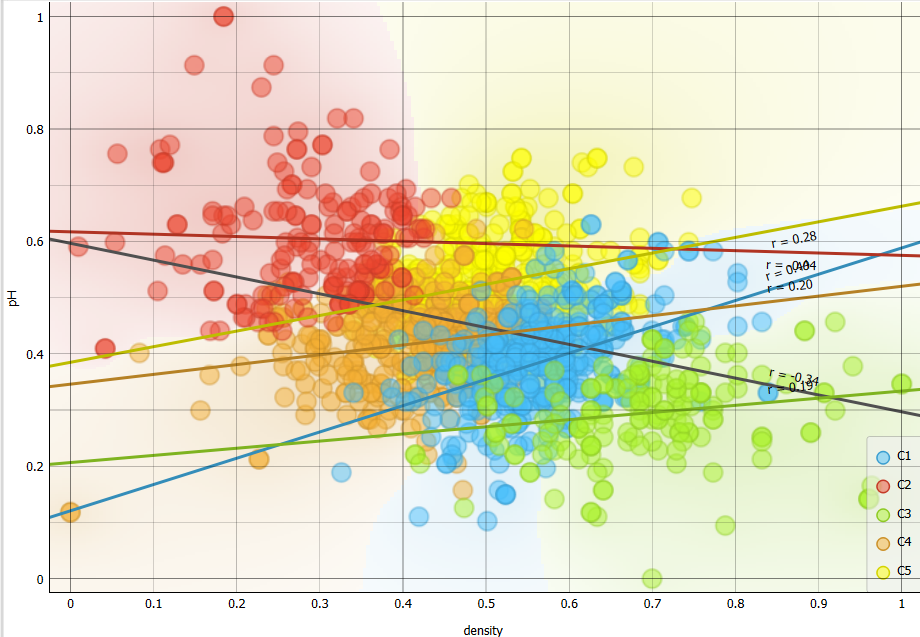 1
0.8
0.6
0.4
0.2
0
pH
r = 0.28
r = 0.20
r = -0.34
C1
C2
C3
C4
C5
0 0.1 0.2 0.3 0.4 0.5 0.6 0.7 0.8 0.9 1
density